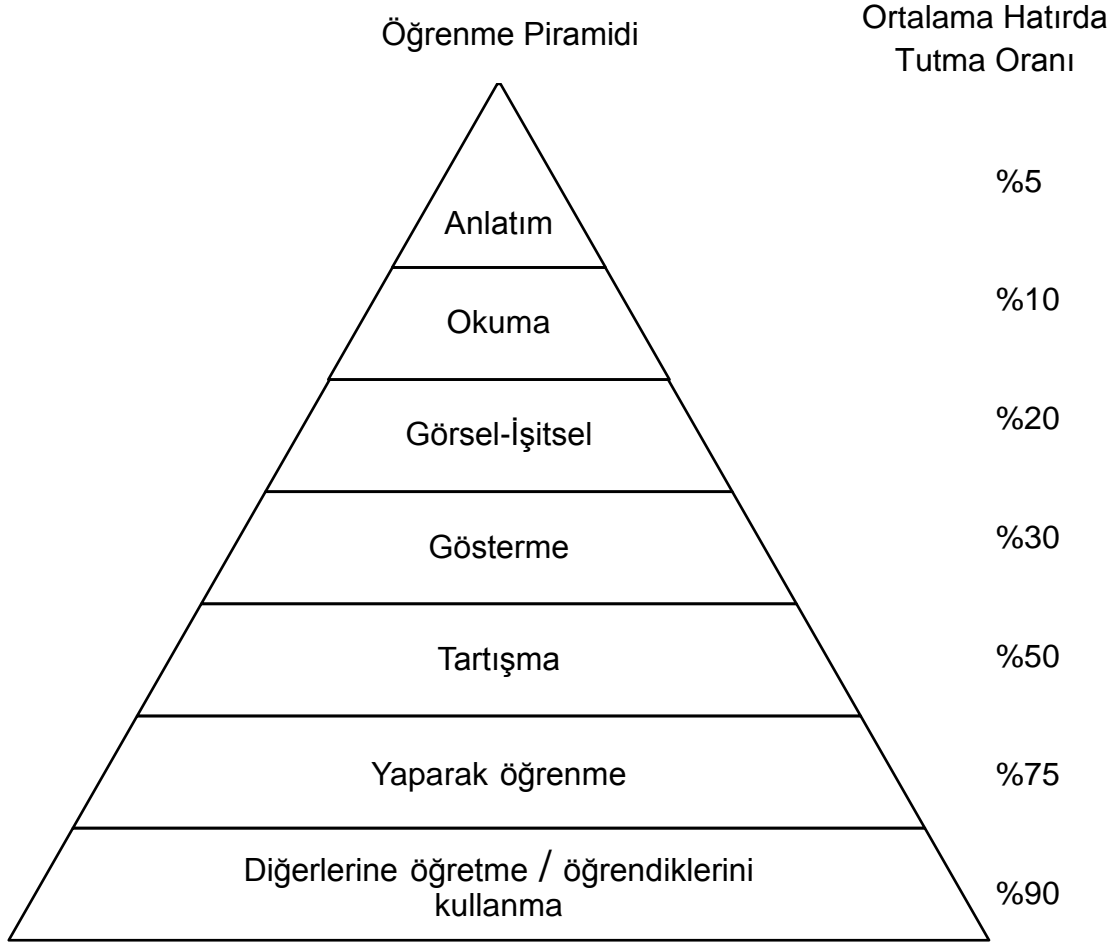 Öğrenme Piramidi
Ortalama Hatırda
Tutma Oranı
Anlatım
%5
Okuma
%10
Görsel-İşitsel
%20
Gösterme
%30
Tartışma
%50
Yaparak öğrenme
%75
Diğerlerine öğretme / öğrendiklerini
kullanma
%90